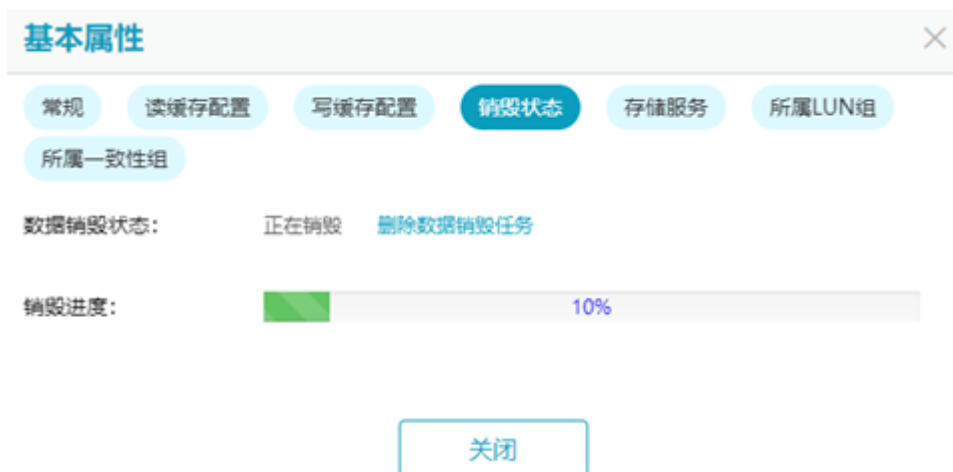 基本属性
常规 读缓存配置 写缓存配置 销毁状态 存储服务 所属LUN组
所属一致性组
数据销毁状态： 正在销毁 删除数据销毁任务
销毁进度： 10%
关闭